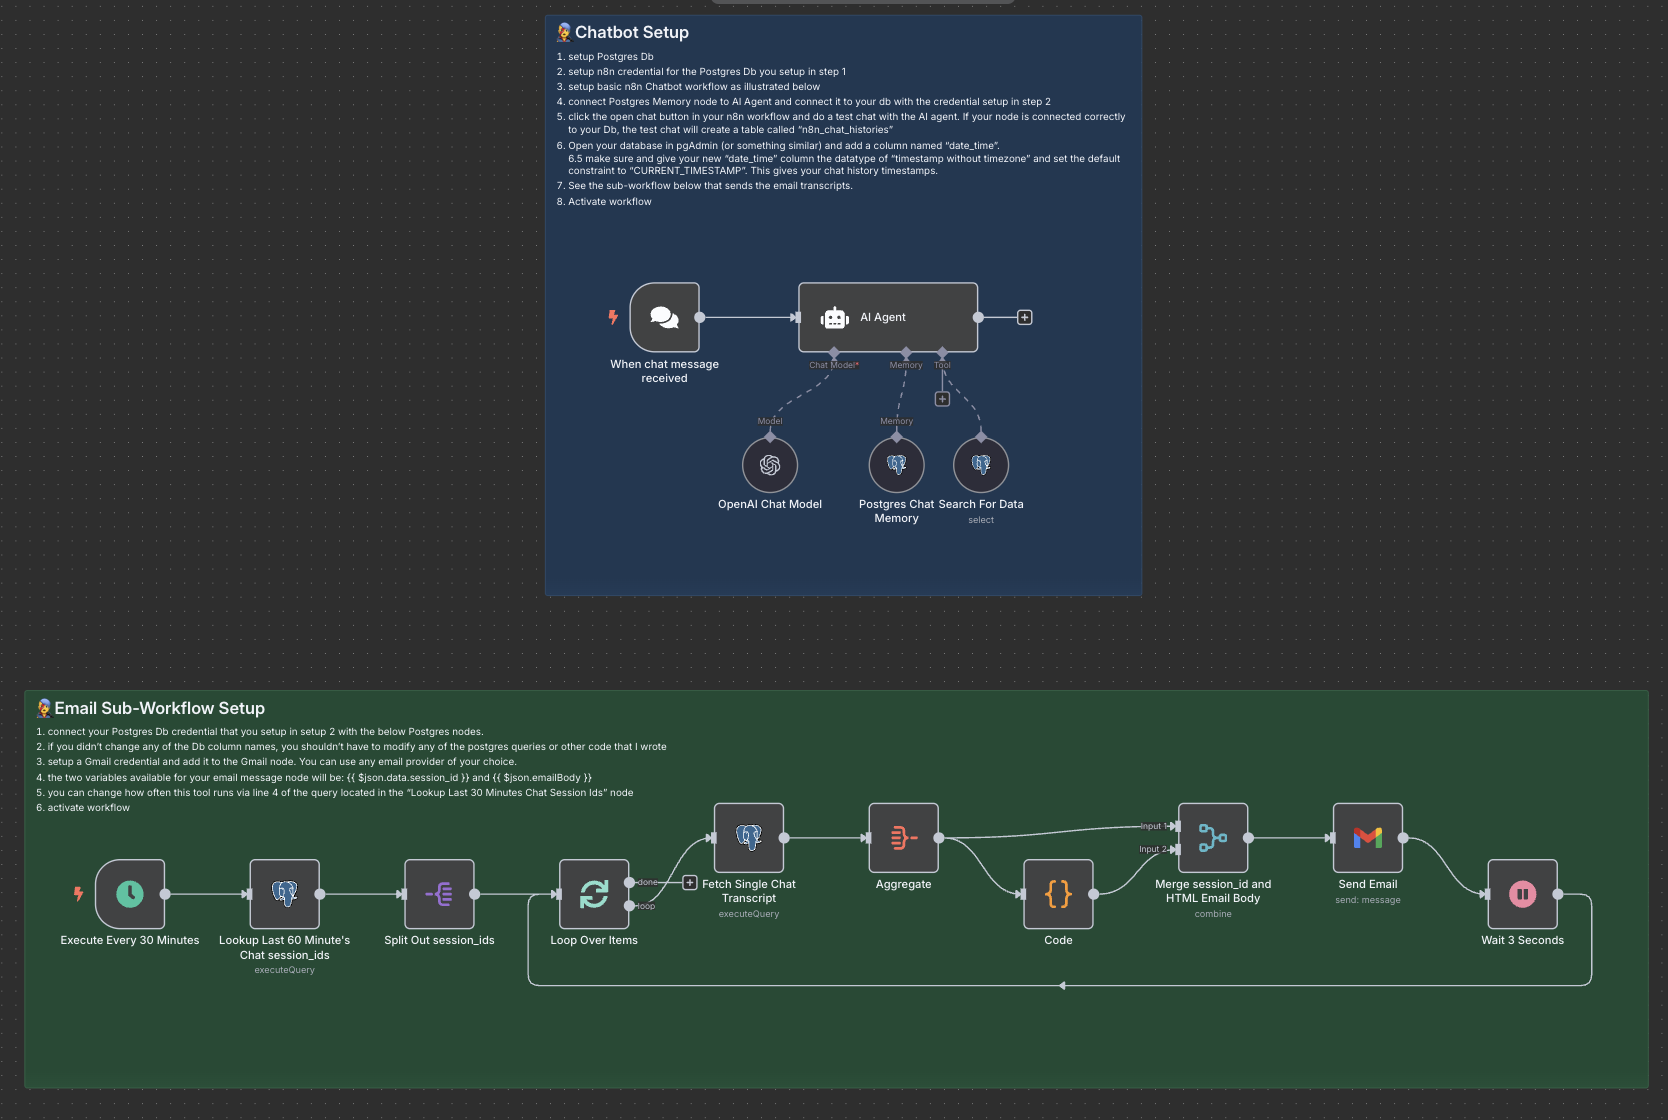 Chatbot Setup
1. setup Postgres Db
2. setup n8n credential for the Postgres Db you setup in step 1
3. setup basic n8n Chatbot workflow as illustrated below
4. connect Postgres Memory node to AI Agent and connect it to your db with the credential setup in step 2
5. click the open chat button in your n8n workflow and do a test chat with the AI agent. If your node is connected correctly
to your Db, the test chat will create a table called “n8n_chat_histories”
6. Open your database in pgAdmin (or something similar) and add a column named “date_time”.
6.5 make sure and give your new “date_time” column the datatype of “timestamp without timezone” and set the default
constraint to “CURRENT_TIMESTAMP”. This gives your chat history timestamps.
7. See the sub-workflow below that sends the email transcripts.
8. Activate workflow
AI Agent
When chat message
received
Chat Model*
Memory
Tool
Model
Memory
OpenAI Chat Model
Postgres Chat
Memory
Search For Data
select
Email Sub-Workflow Setup
1. connect your Postgres Db credential that you setup in setup 2 with the below Postgres nodes.
2. if you didn’t change any of the Db column names, you shouldn’t have to modify any of the postgres queries or other code that I wrote
3. setup a Gmail credential and add it to the Gmail node. You can use any email provider of your choice.
4. the two variables available for your email message node will be: {{ $json.data.session_id }} and {{ $json.emailBody }}
5. you can change how often this tool runs via line 4 of the query located in the “Lookup Last 30 Minutes Chat Session Ids” node
6. activate workflow
Execute Every 30 Minutes
Lookup Last 60 Minute's
Chat session_ids
executeQuery
Split Out session_ids
Loop Over Items
done
loop
Fetch Single Chat
Transcript
executeQuery
Aggregate
Code
Input 1
Input 2
Merge session_id and
HTML Email Body
combine
Send Email
send: message
Wait 3 Seconds